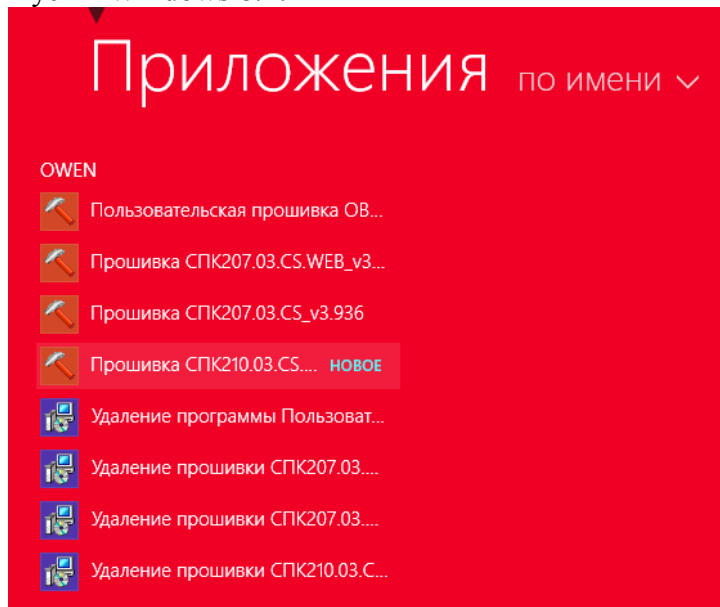 Приложения по имени
OWEN
Пользовательская прошивка ОВ...
Прошивка СПК207.03.CS.WEB_v3...
Прошивка СПК207.03.CS_v3.936
Прошивка СПК210.03.CS.... НОВОЕ
Удаление программы Пользоват...
Удаление прошивки СПК207.03....
Удаление прошивки СПК207.03....
Удаление прошивки СПК210.03.C...